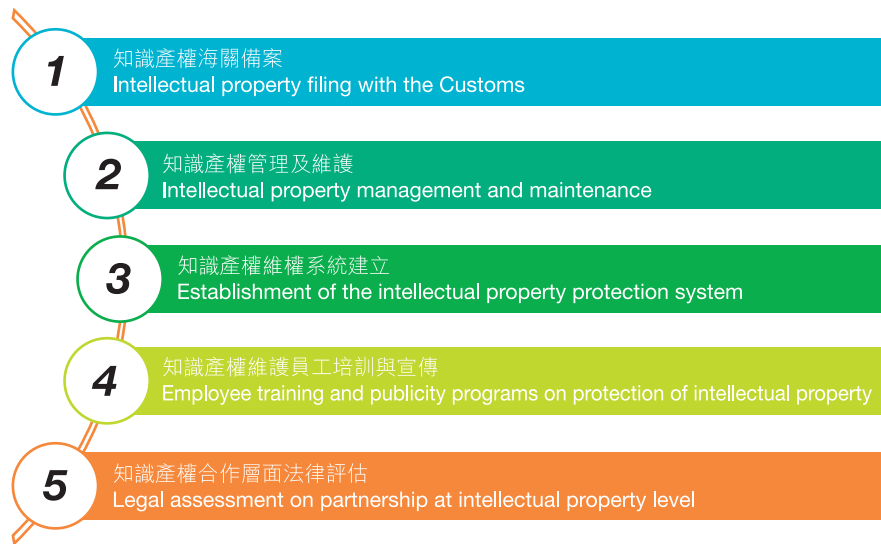 1
知識產權海關備案
Intellectual property filing with the Customs
2
知識產權管理及維護
Intellectual property management and maintenance
3
知識產權維權系統建立
Establishment of the intellectual property protection system
4
知識產權維護員工培訓與宣傳
Employee training and publicity programs on protection of intellectual property
5
知識產權合作層面法律評估
Legal assessment on partnership at intellectual property level